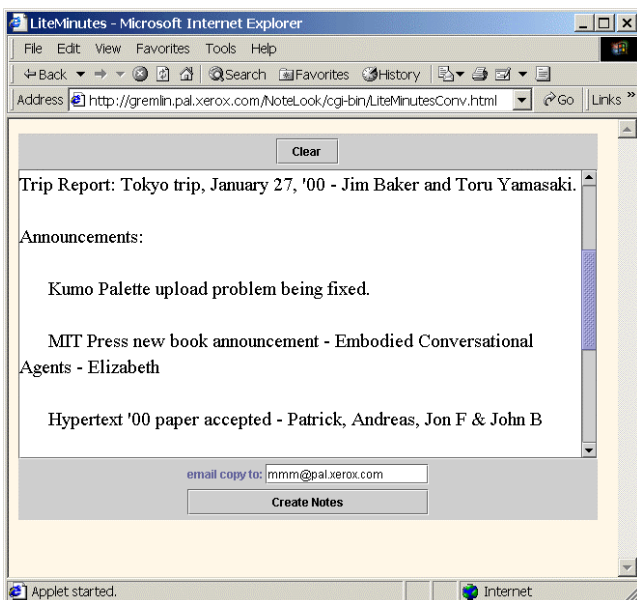 LiteMinutes - Microsoft Internet Explorer
File Edit View Favorites Tools Help
Back Search Favorites History
Address http://gremlin.pal.xerox.com/NoteLook/cgi-bin/LiteMinutesConv.html Go Links »
Clear
Trip Report: Tokyo trip, January 27, '00 - Jim Baker and Toru Yamasaki.
Announcements:
Kumo Palette upload problem being fixed.
MIT Press new book announcement - Embodied Conversational
Agents - Elizabeth
Hypertext '00 paper accepted - Patrick, Andreas, Jon F & John B
email copy to: mmm@pal.xerox.com
Create Notes
Applet started. Internet